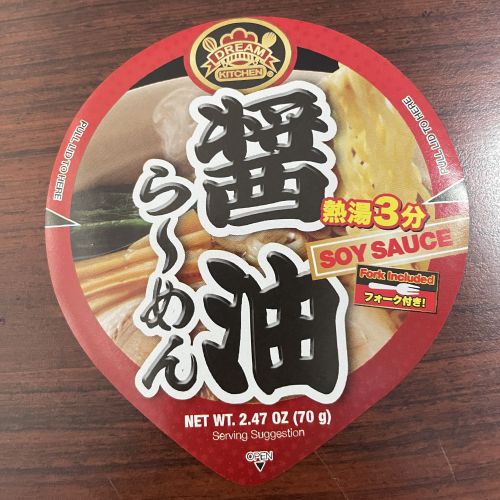 DREAM
KITCHEN®
醤油
らーめん
熱湯3分
SOY SAUCE
Fork Included
フォーク付き!
PULL LID TO HERE
PULL LID TO HERE
NET WT. 2.47 OZ (70 g)
Serving Suggestion
OPEN